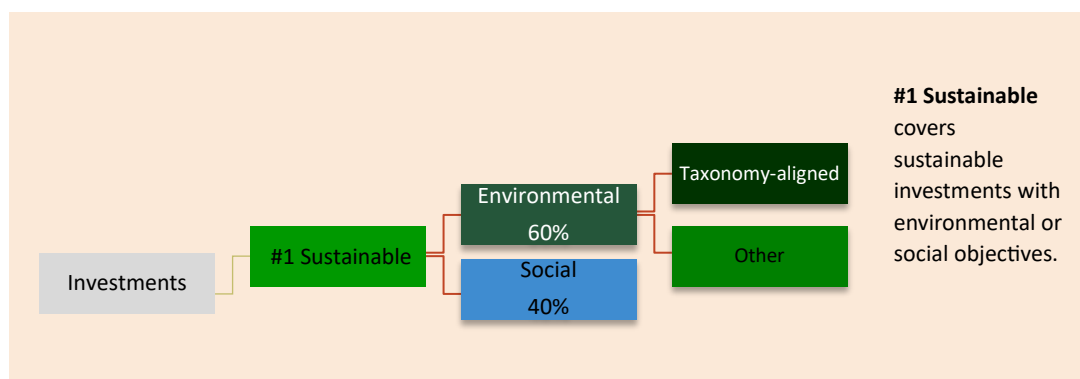 Investments
#1 Sustainable
Environmental
60%
Social
40%
Taxonomy-aligned
Other
#1 Sustainable
covers
sustainable
investments with
environmental or
social objectives.